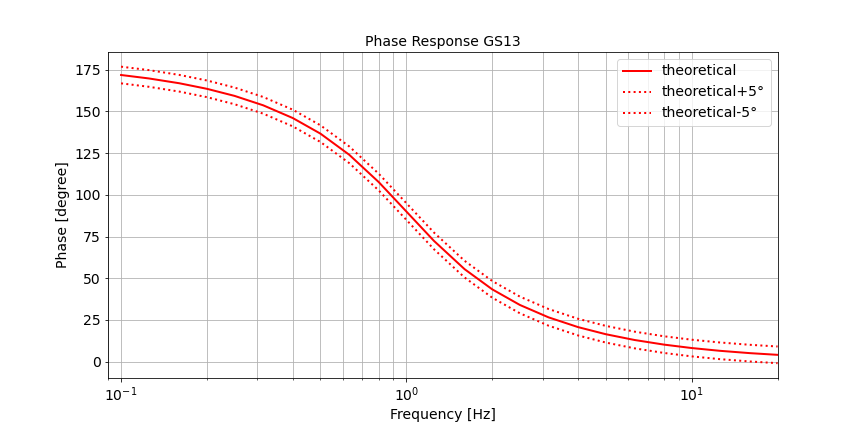 Phase Response GS13
theoretical
theoretical+5°
theoretical-5°
Phase [degree]
175
150
125
100
75
50
25
0
10⁻¹
10⁰
10¹
Frequency [Hz]